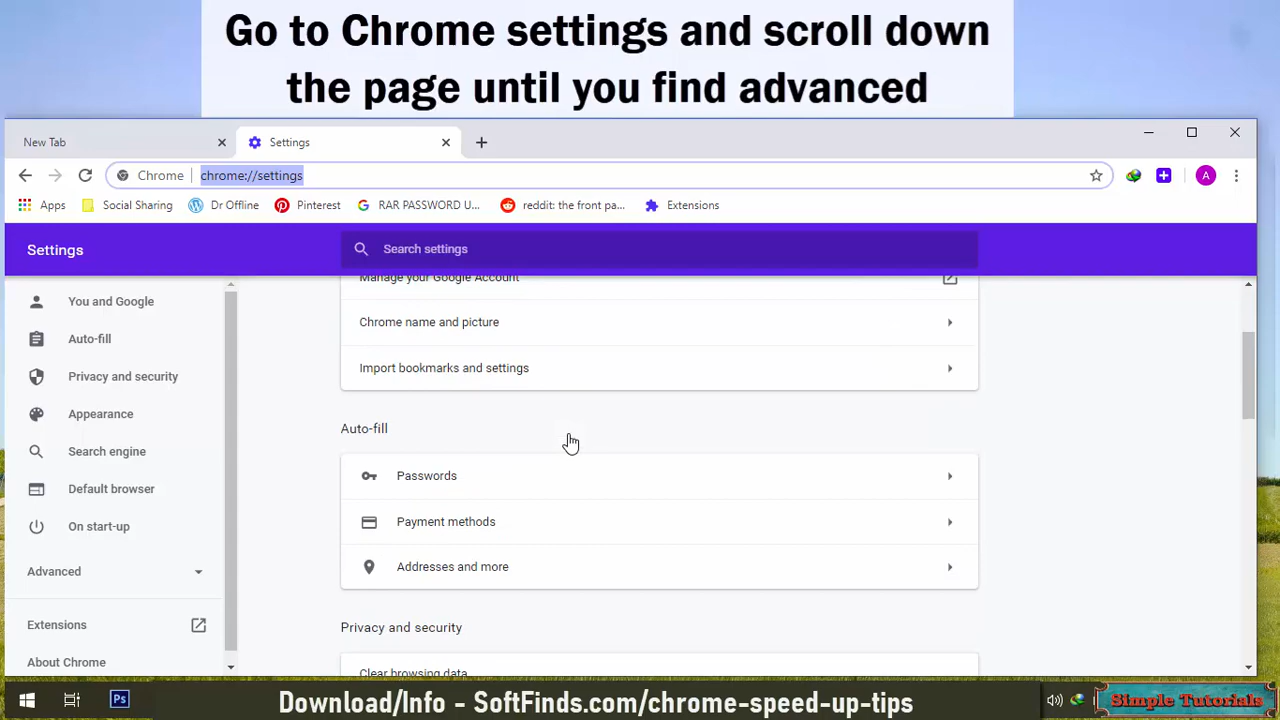 Go to Chrome settings and scroll down
the page until you find advanced
New Tab
Settings
Chrome
chrome://settings
A
Apps
Social Sharing
Dr Offline
Pinterest
RAR PASSWORD U...
reddit: the front pa...
Extensions
Settings
Search settings
You and Google
Auto-fill
Privacy and security
Appearance
Search engine
Default browser
On start-up
Advanced
Extensions
About Chrome
Manage your Google Account
Chrome name and picture
Import bookmarks and settings
Auto-fill
Passwords
Payment methods
Addresses and more
Privacy and security
Clear browsing data
Ps
Download/Info - SoftFinds.com/chrome-speed-up-tips
Simple Tutorials